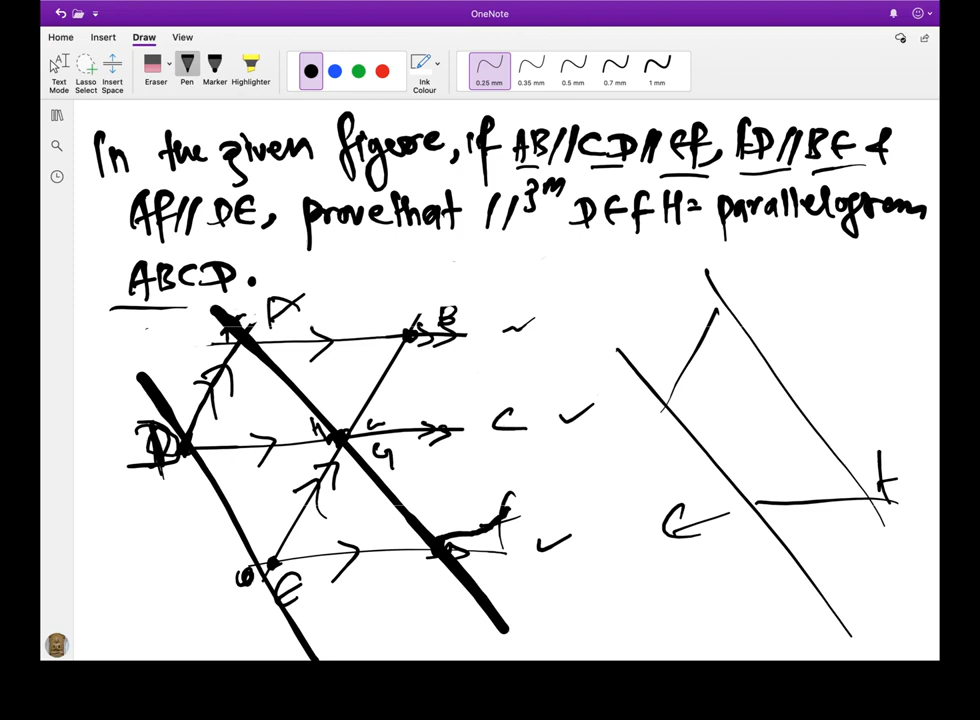 OneNote
Home Insert Draw View
Text Mode
Lasso Select
Insert Space
Eraser
Pen
Marker
Highlighter
Ink Colour
0.25 mm
0.35 mm
0.5 mm
0.7 mm
1 mm
In the given figure, if AB//CD//EF, ED//BE &
AF//DE, prove that //gm DEFH = parallelogram
ABCD.
A
B
D
H
G
C
E
F